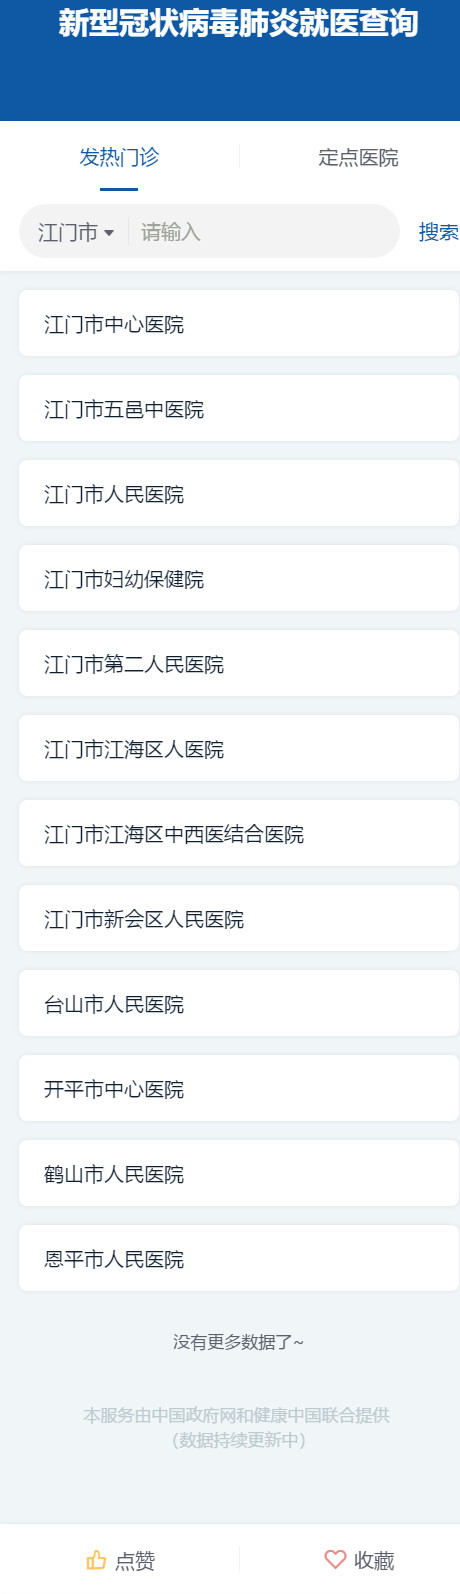 新型冠状病毒肺炎就医查询
发热门诊
定点医院
江门市
请输入
搜索
江门市中心医院
江门市五邑中医院
江门市人民医院
江门市妇幼保健院
江门市第二人民医院
江门市江海区人医院
江门市江海区中西医结合医院
江门市新会区人民医院
台山市人民医院
开平市中心医院
鹤山市人民医院
恩平市人民医院
没有更多数据了~
本服务由中国政府网和健康中国联合提供
（数据持续更新中）
点赞
收藏